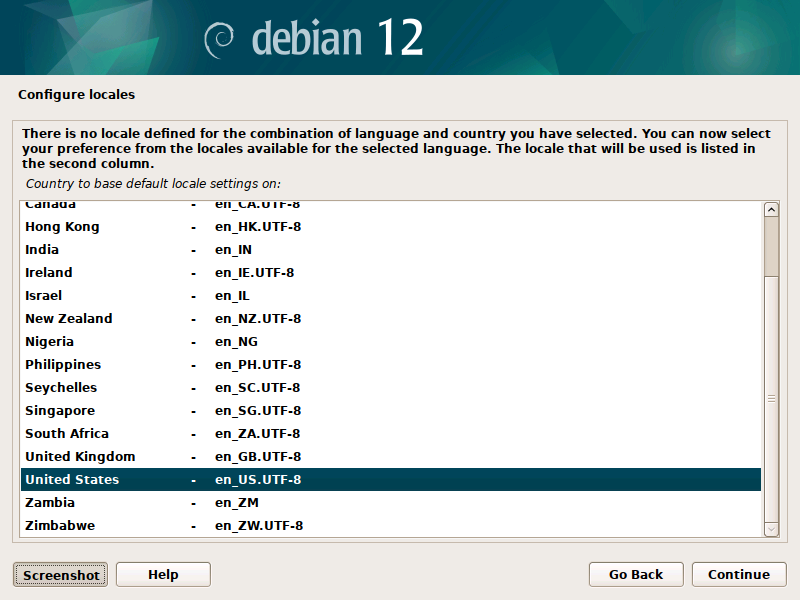 debian 12
Configure locales
There is no locale defined for the combination of language and country you have selected. You can now select
your preference from the locales available for the selected language. The locale that will be used is listed in
the second column.
Country to base default locale settings on:
Canada - en_CA.UTF-8
Hong Kong - en_HK.UTF-8
India - en_IN
Ireland - en_IE.UTF-8
Israel - en_IL
New Zealand - en_NZ.UTF-8
Nigeria - en_NG
Philippines - en_PH.UTF-8
Seychelles - en_SC.UTF-8
Singapore - en_SG.UTF-8
South Africa - en_ZA.UTF-8
United Kingdom - en_GB.UTF-8
United States - en_US.UTF-8
Zambia - en_ZM
Zimbabwe - en_ZW.UTF-8
Screenshot Help Go Back Continue